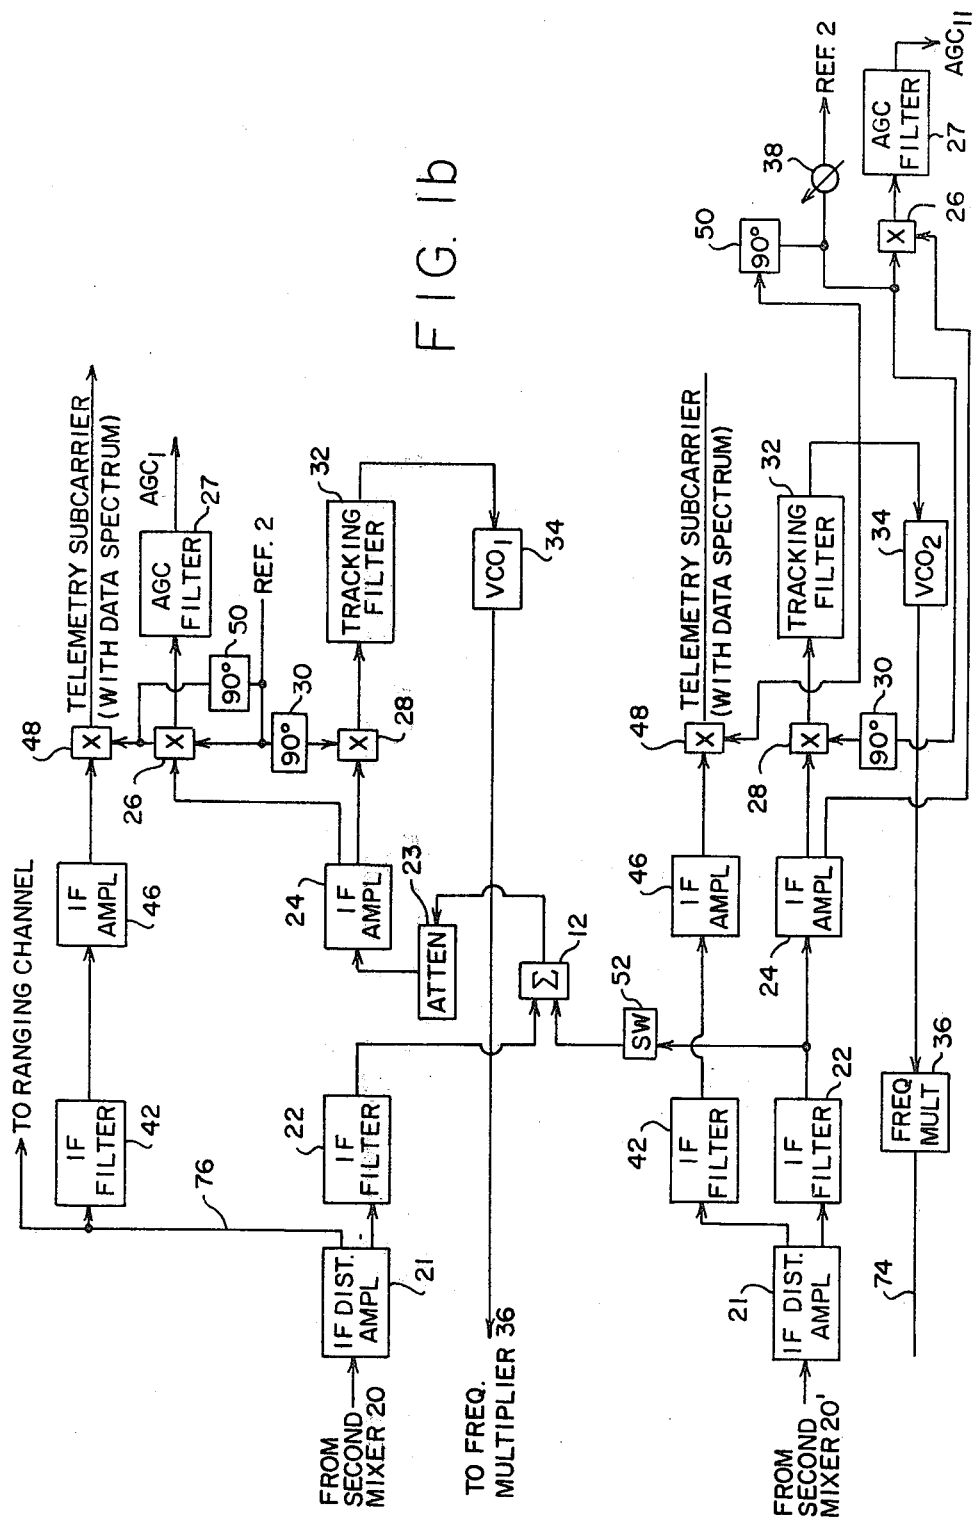 TO RANGING CHANNEL
IF
FILTER
42
IF
AMPL
46
48
X
TELEMETRY SUBCARRIER
(WITH DATA SPECTRUM)
76
26
X
AGC
FILTER
27
AGC1
90°
50
REF. 2
90°
30
FROM
SECOND
MIXER 20
IF DIST.
AMPL
21
22
IF
FILTER
24
IF
AMPL
23
ATTEN
X
28
TRACKING
FILTER
32
VCO1
34
TO FREQ.
MULTIPLIER 36
Σ
12
52
SW
FIG. 1b
42
IF
FILTER
46
IF
AMPL
48
X
TELEMETRY SUBCARRIER
(WITH DATA SPECTRUM)
50
90°
38
REF. 2
FROM
SECOND
MIXER 20'
21
IF DIST.
AMPL
IF
FILTER
22
24
IF
AMPL
28
X
TRACKING
FILTER
32
90°
30
X
26
AGC
FILTER
27
AGC11
74
FREQ
MULT
36
VCO2
34